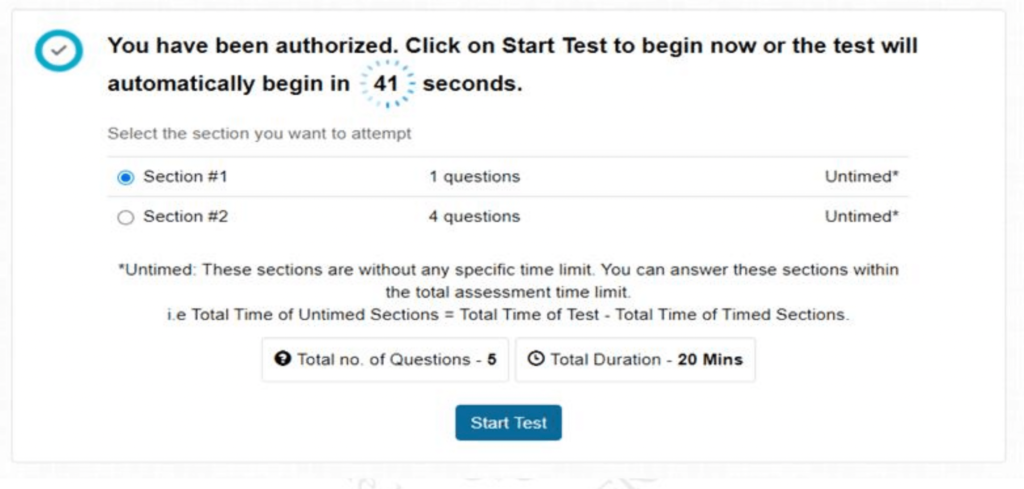 You have been authorized. Click on Start Test to begin now or the test will
automatically begin in 41 seconds.
Select the section you want to attempt
Section #1 1 questions Untimed*
Section #2 4 questions Untimed*
*Untimed: These sections are without any specific time limit. You can answer these sections within
the total assessment time limit.
i.e Total Time of Untimed Sections = Total Time of Test - Total Time of Timed Sections.
Total no. of Questions - 5 Total Duration - 20 Mins
Start Test